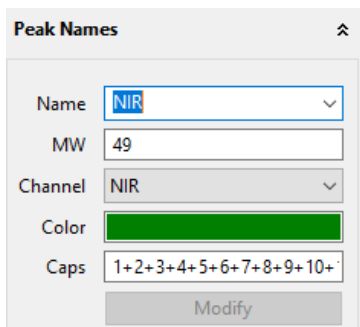 Peak Names
Name NIR
MW 49
Channel NIR
Color
Caps 1+2+3+4+5+6+7+8+9+10+
Modify